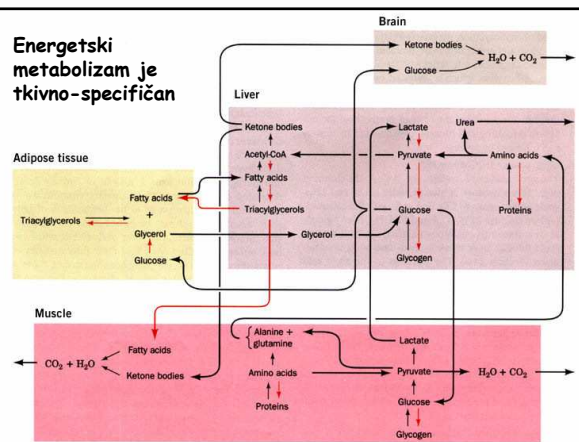 Energetski
metabolizam je
tkivno-specifičan
Brain
Ketone bodies
Glucose
H₂O + CO₂
Liver
Ketone bodies
Acetyl-CoA
Fatty acids
Triacylglycerols
Glycerol
Lactate
Pyruvate
Glucose
Glycogen
Urea
Amino acids
Proteins
Adipose tissue
Triacylglycerols
Fatty acids
+
Glycerol
Glucose
Muscle
CO₂ + H₂O
Fatty acids
Ketone bodies
Alanine +
glutamine
Amino acids
Proteins
Lactate
Pyruvate
Glucose
Glycogen
H₂O + CO₂